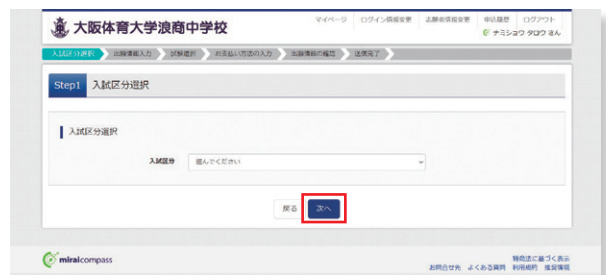 大阪体育大学浪商中学校
マイページ ログイン情報変更 志願者情報変更 申込履歴 ログアウト
ナミショウ タロウ さん
入試区分選択 出願情報入力 試験選択 お支払い方法の入力 出願情報の確認 送信完了
Step1 入試区分選択
入試区分選択
入試区分 選んでください
戻る 次へ
miraicompass
特商法に基づく表示
お問合せ先 よくある質問 利用規約 推奨環境